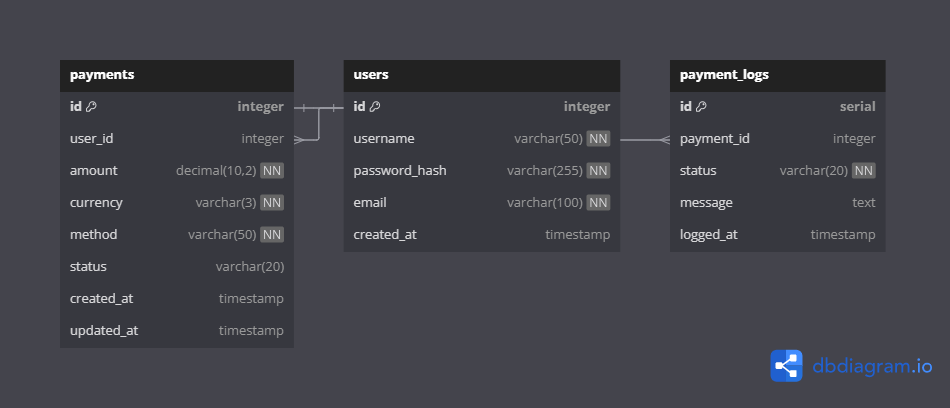 payments
id integer
user_id integer
amount decimal(10,2) NN
currency varchar(3) NN
method varchar(50) NN
status varchar(20)
created_at timestamp
updated_at timestamp
users
id integer
username varchar(50) NN
password_hash varchar(255) NN
email varchar(100) NN
created_at timestamp
payment_logs
id serial
payment_id integer
status varchar(20) NN
message text
logged_at timestamp
dbdiagram.io